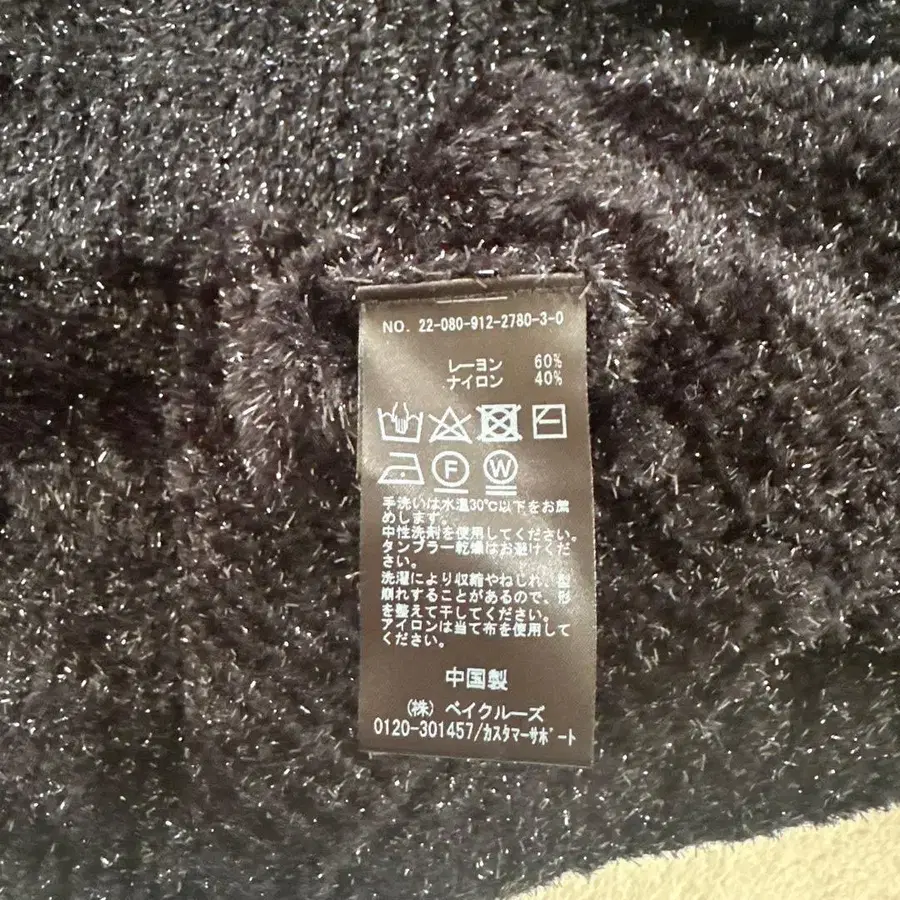 NO. 22-080-912-2780-3-0
レーヨン 60%
ナイロン 40%
F W
手洗いは水温30℃以下をお薦
めします。
中性洗剤を使用してください。
タンブラー乾燥はお避けくだ
さい。
洗濯により収縮やねじれ、型
崩れすることがあるので、形
を整えて干してください。
アイロンは当て布を使用して
ください。
中国製
(株) ベイクルーズ
0120-301457/カスタマーサポート